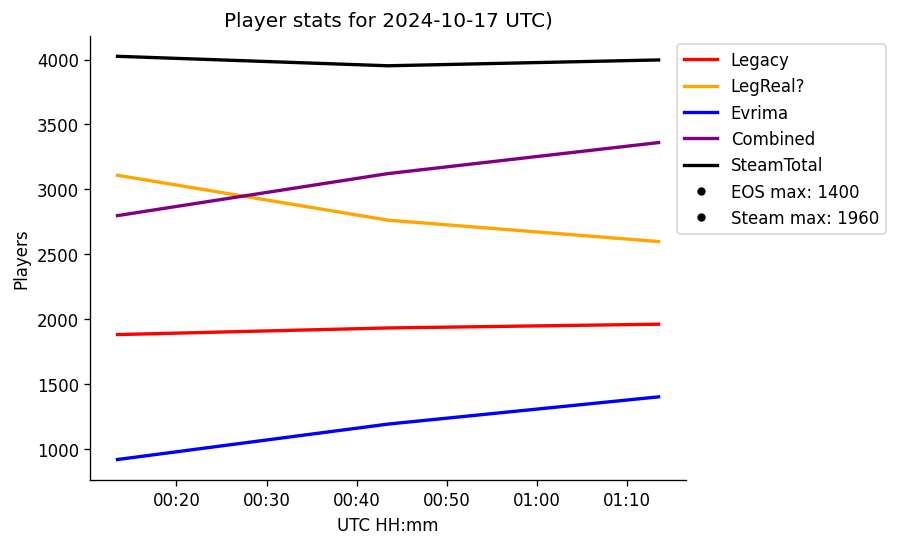 Player stats for 2024-10-17 UTC)
Legacy
LegReal?
Evrima
Combined
SteamTotal
EOS max: 1400
Steam max: 1960
Players
4000
3500
3000
2500
2000
1500
1000
00:20 00:30 00:40 00:50 01:00 01:10
UTC HH:mm